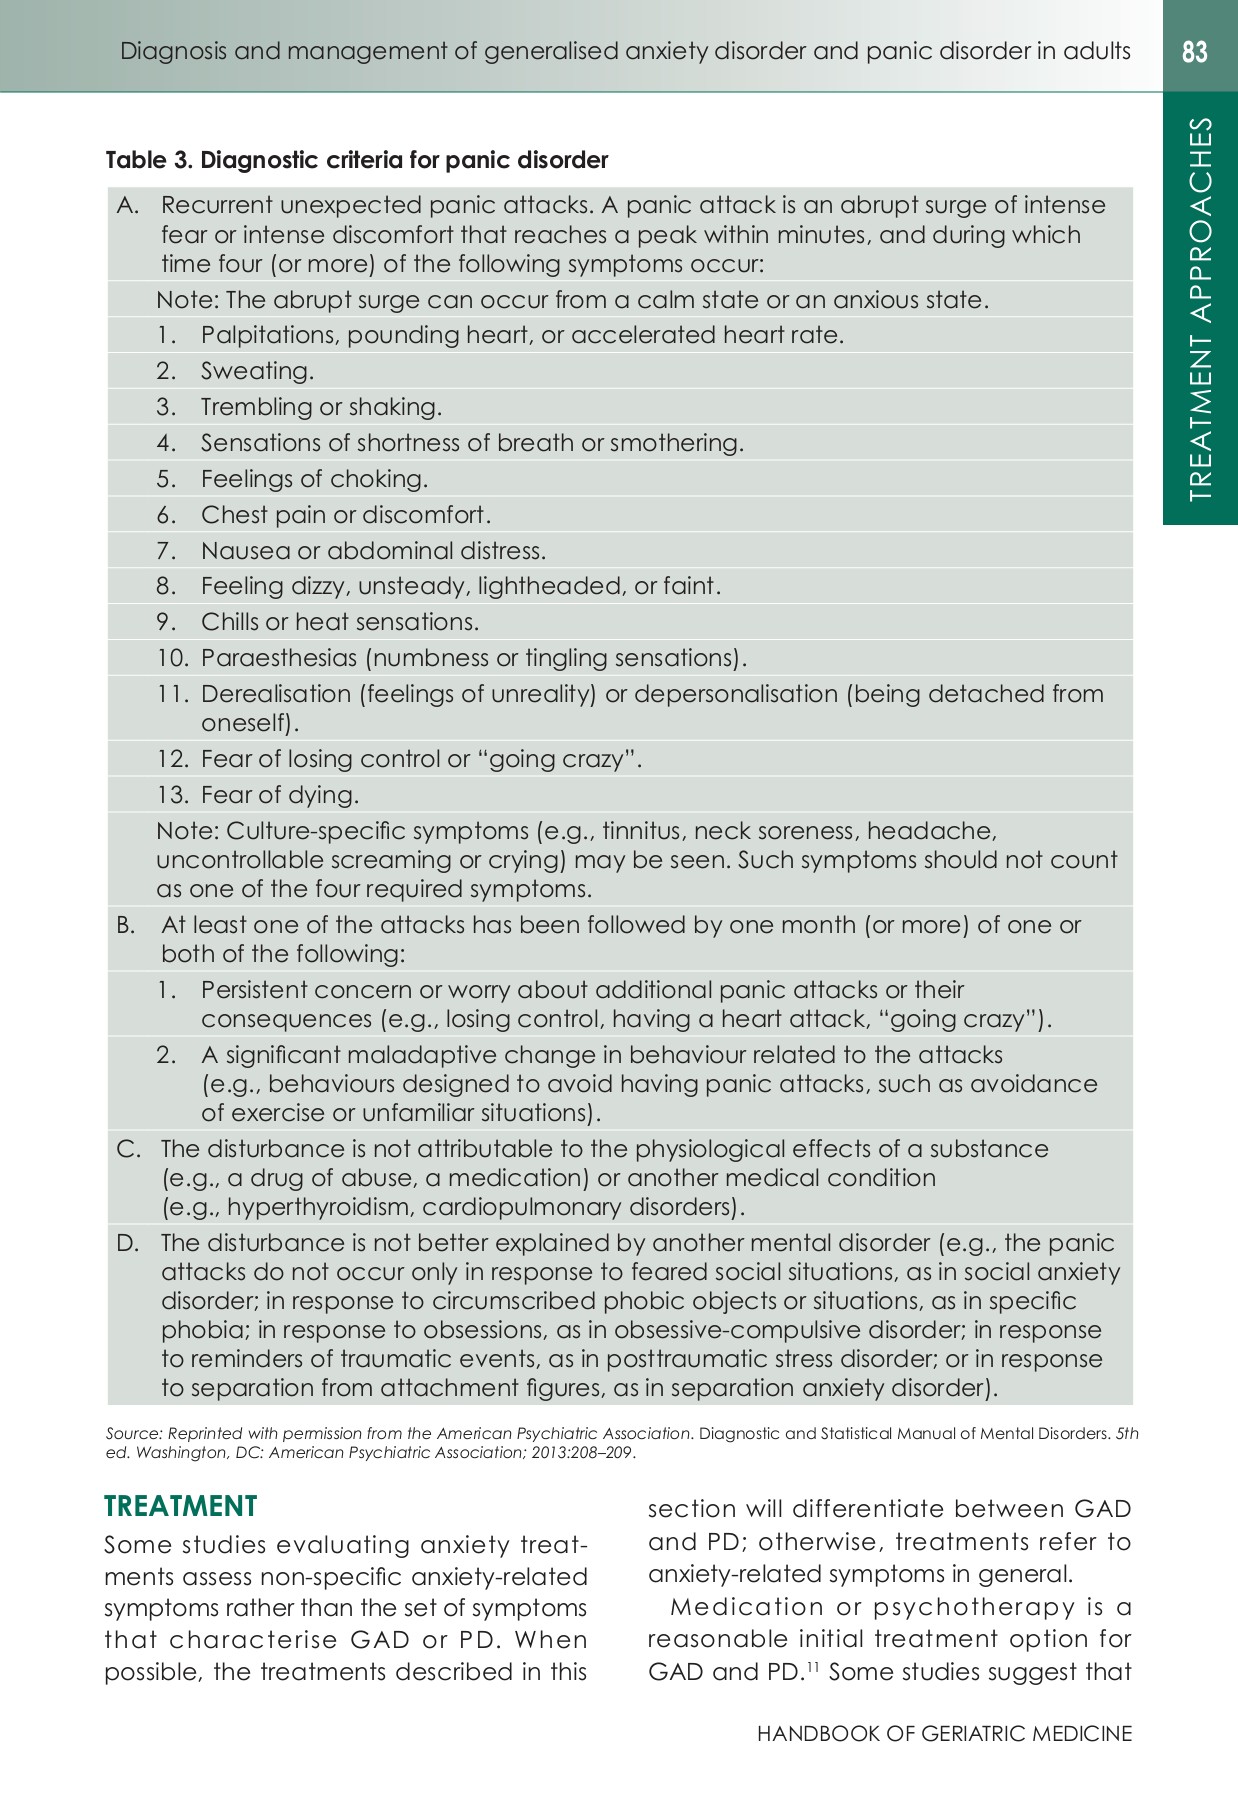 Diagnosis and management of generalised anxiety disorder and panic disorder in adults
83
TREATMENT APPROACHES
Table 3. Diagnostic criteria for panic disorder
A. Recurrent unexpected panic attacks. A panic attack is an abrupt surge of intense
fear or intense discomfort that reaches a peak within minutes, and during which
time four (or more) of the following symptoms occur:
Note: The abrupt surge can occur from a calm state or an anxious state.
1. Palpitations, pounding heart, or accelerated heart rate.
2. Sweating.
3. Trembling or shaking.
4. Sensations of shortness of breath or smothering.
5. Feelings of choking.
6. Chest pain or discomfort.
7. Nausea or abdominal distress.
8. Feeling dizzy, unsteady, lightheaded, or faint.
9. Chills or heat sensations.
10. Paraesthesias (numbness or tingling sensations).
11. Derealisation (feelings of unreality) or depersonalisation (being detached from
oneself).
12. Fear of losing control or “going crazy”.
13. Fear of dying.
Note: Culture-specific symptoms (e.g., tinnitus, neck soreness, headache,
uncontrollable screaming or crying) may be seen. Such symptoms should not count
as one of the four required symptoms.
B. At least one of the attacks has been followed by one month (or more) of one or
both of the following:
1. Persistent concern or worry about additional panic attacks or their
consequences (e.g., losing control, having a heart attack, “going crazy”).
2. A significant maladaptive change in behaviour related to the attacks
(e.g., behaviours designed to avoid having panic attacks, such as avoidance
of exercise or unfamiliar situations).
C. The disturbance is not attributable to the physiological effects of a substance
(e.g., a drug of abuse, a medication) or another medical condition
(e.g., hyperthyroidism, cardiopulmonary disorders).
D. The disturbance is not better explained by another mental disorder (e.g., the panic
attacks do not occur only in response to feared social situations, as in social anxiety
disorder; in response to circumscribed phobic objects or situations, as in specific
phobia; in response to obsessions, as in obsessive-compulsive disorder; in response
to reminders of traumatic events, as in posttraumatic stress disorder; or in response
to separation from attachment figures, as in separation anxiety disorder).
Source: Reprinted with permission from the American Psychiatric Association. Diagnostic and Statistical Manual of Mental Disorders. 5th
ed. Washington, DC: American Psychiatric Association; 2013:208–209.
TREATMENT
Some studies evaluating anxiety treat-
ments assess non-specific anxiety-related
symptoms rather than the set of symptoms
that characterise GAD or PD. When
possible, the treatments described in this
section will differentiate between GAD
and PD; otherwise, treatments refer to
anxiety-related symptoms in general.
Medication or psychotherapy is a
reasonable initial treatment option for
GAD and PD.¹¹ Some studies suggest that
HANDBOOK OF GERIATRIC MEDICINE